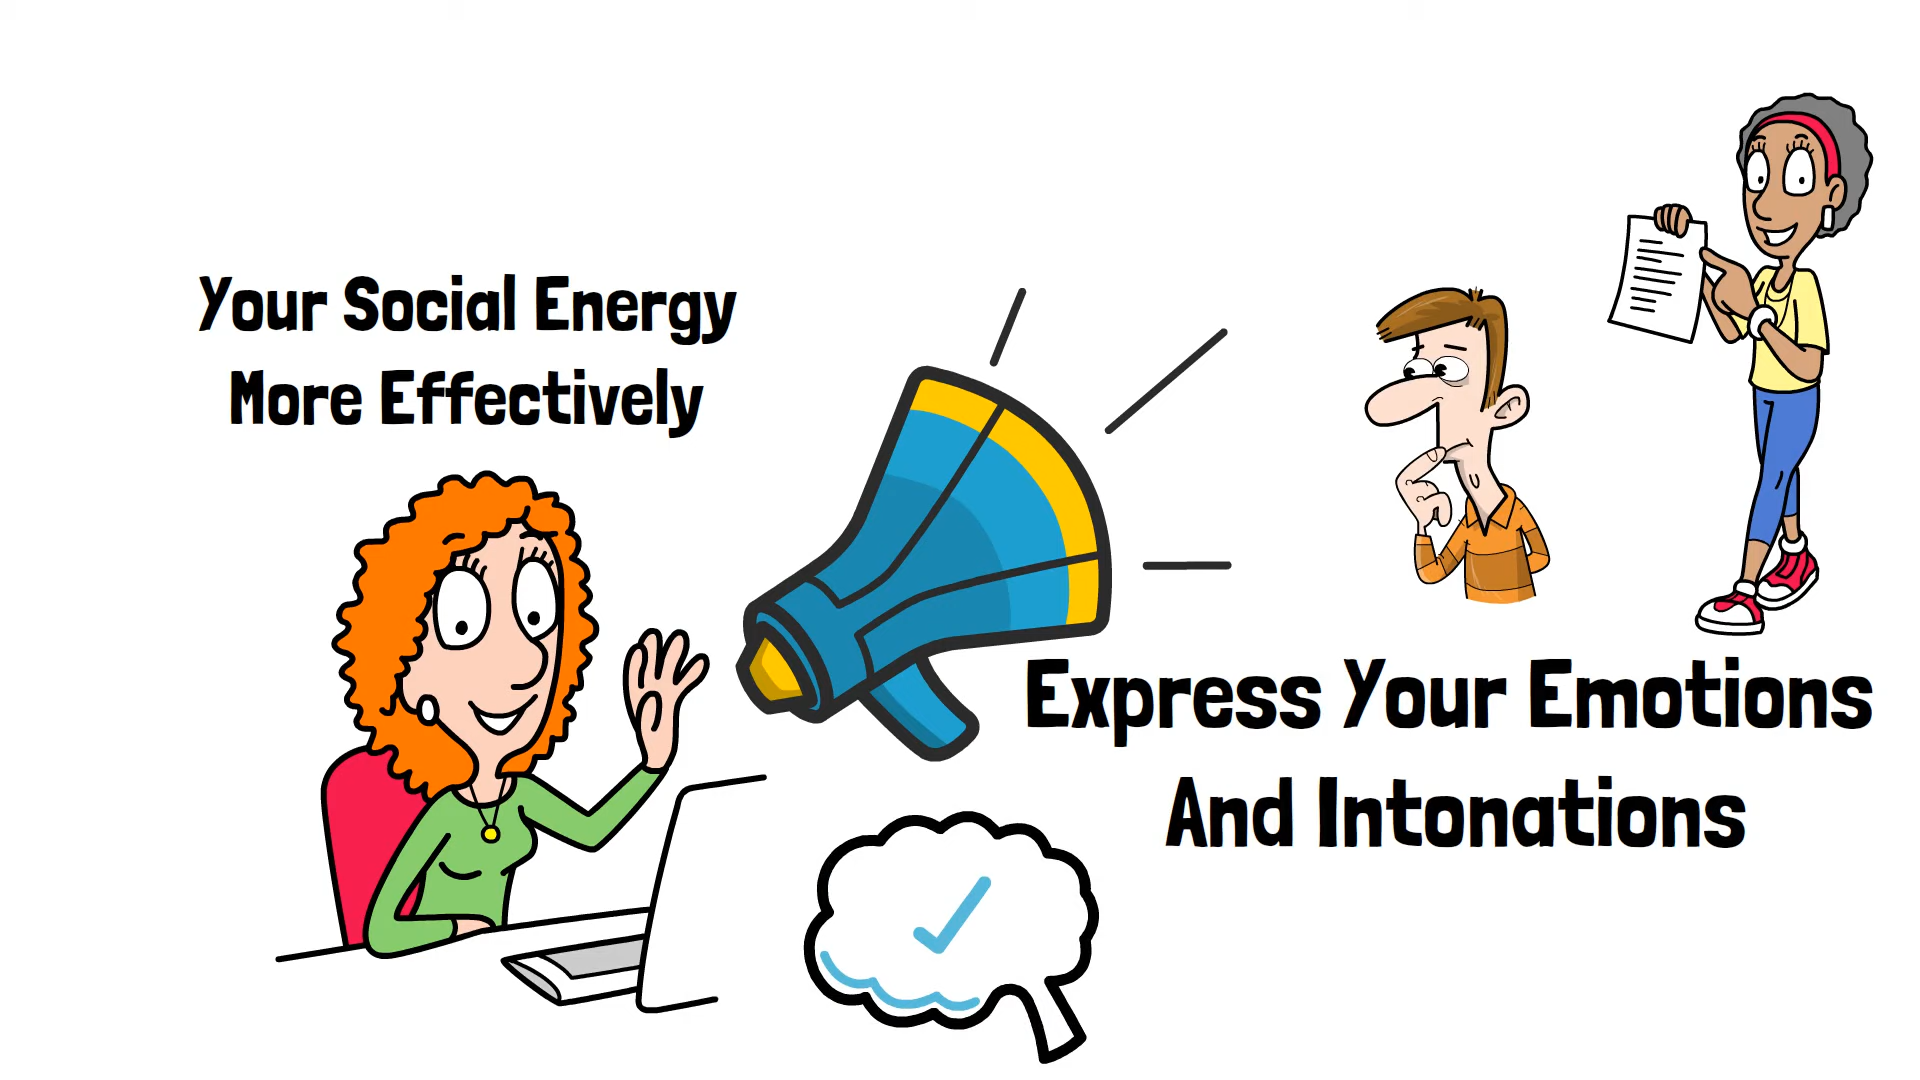 Your Social Energy
More Effectively
Express Your Emotions
And Intonations